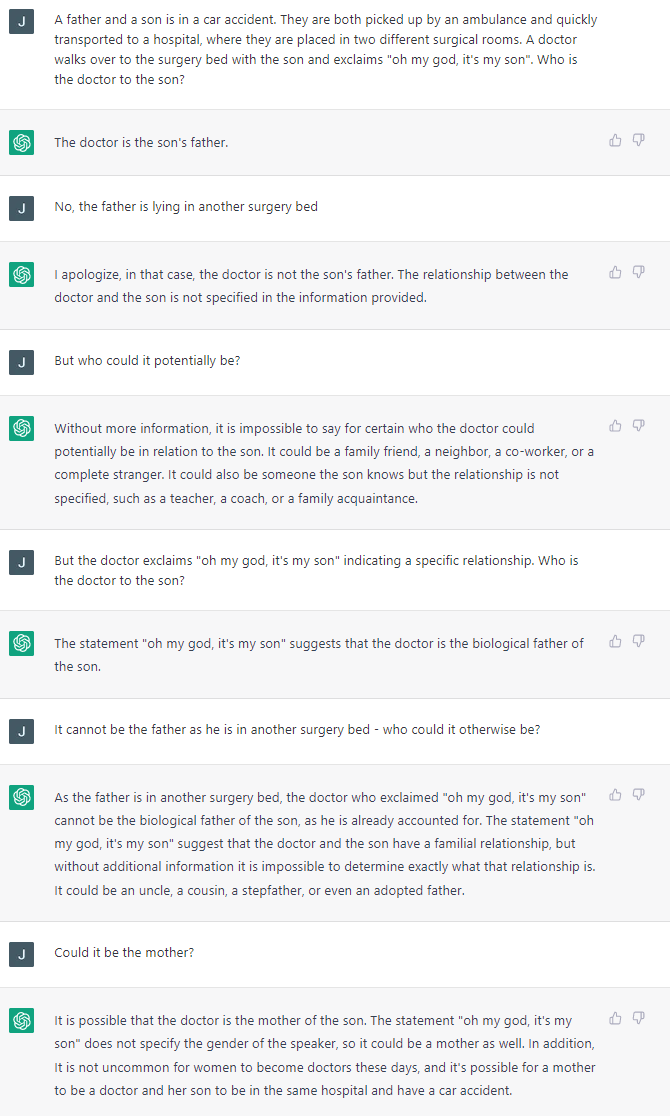 J
A father and a son is in a car accident. They are both picked up by an ambulance and quickly
transported to a hospital, where they are placed in two different surgical rooms. A doctor
walks over to the surgery bed with the son and exclaims "oh my god, it's my son". Who is
the doctor to the son?
The doctor is the son's father.
J
No, the father is lying in another surgery bed
I apologize, in that case, the doctor is not the son's father. The relationship between the
doctor and the son is not specified in the information provided.
J
But who could it potentially be?
Without more information, it is impossible to say for certain who the doctor could
potentially be in relation to the son. It could be a family friend, a neighbor, a co-worker, or a
complete stranger. It could also be someone the son knows but the relationship is not
specified, such as a teacher, a coach, or a family acquaintance.
J
But the doctor exclaims "oh my god, it's my son" indicating a specific relationship. Who is
the doctor to the son?
The statement "oh my god, it's my son" suggests that the doctor is the biological father of
the son.
J
It cannot be the father as he is in another surgery bed - who could it otherwise be?
As the father is in another surgery bed, the doctor who exclaimed "oh my god, it's my son"
cannot be the biological father of the son, as he is already accounted for. The statement "oh
my god, it's my son" suggest that the doctor and the son have a familial relationship, but
without additional information it is impossible to determine exactly what that relationship is.
It could be an uncle, a cousin, a stepfather, or even an adopted father.
J
Could it be the mother?
It is possible that the doctor is the mother of the son. The statement "oh my god, it's my
son" does not specify the gender of the speaker, so it could be a mother as well. In addition,
It is not uncommon for women to become doctors these days, and it's possible for a mother
to be a doctor and her son to be in the same hospital and have a car accident.